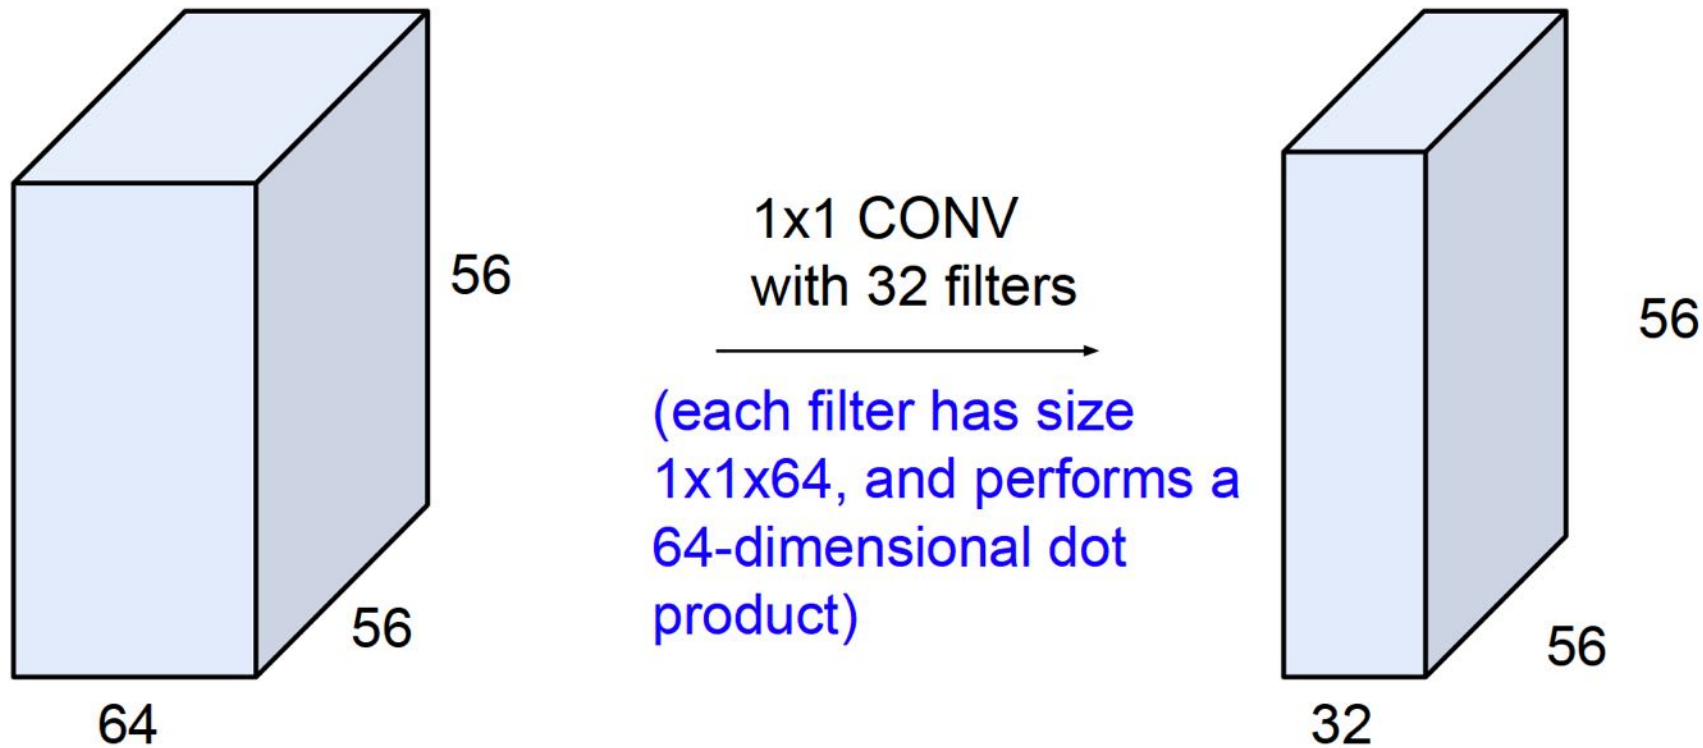 56
56
64
1x1 CONV
with 32 filters
(each filter has size
1x1x64, and performs a
64-dimensional dot
product)
56
56
32